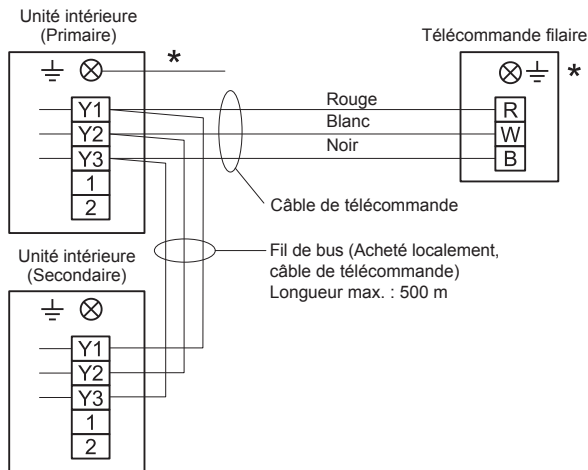 Unité intérieure
(Primaire)
*
Y1
Y2
Y3
1
2
Télécommande filaire
*
R
W
B
Rouge
Blanc
Noir
Câble de télécommande
Fil de bus (Acheté localement,
câble de télécommande)
Longueur max. : 500 m
Unité intérieure
(Secondaire)
Y1
Y2
Y3
1
2